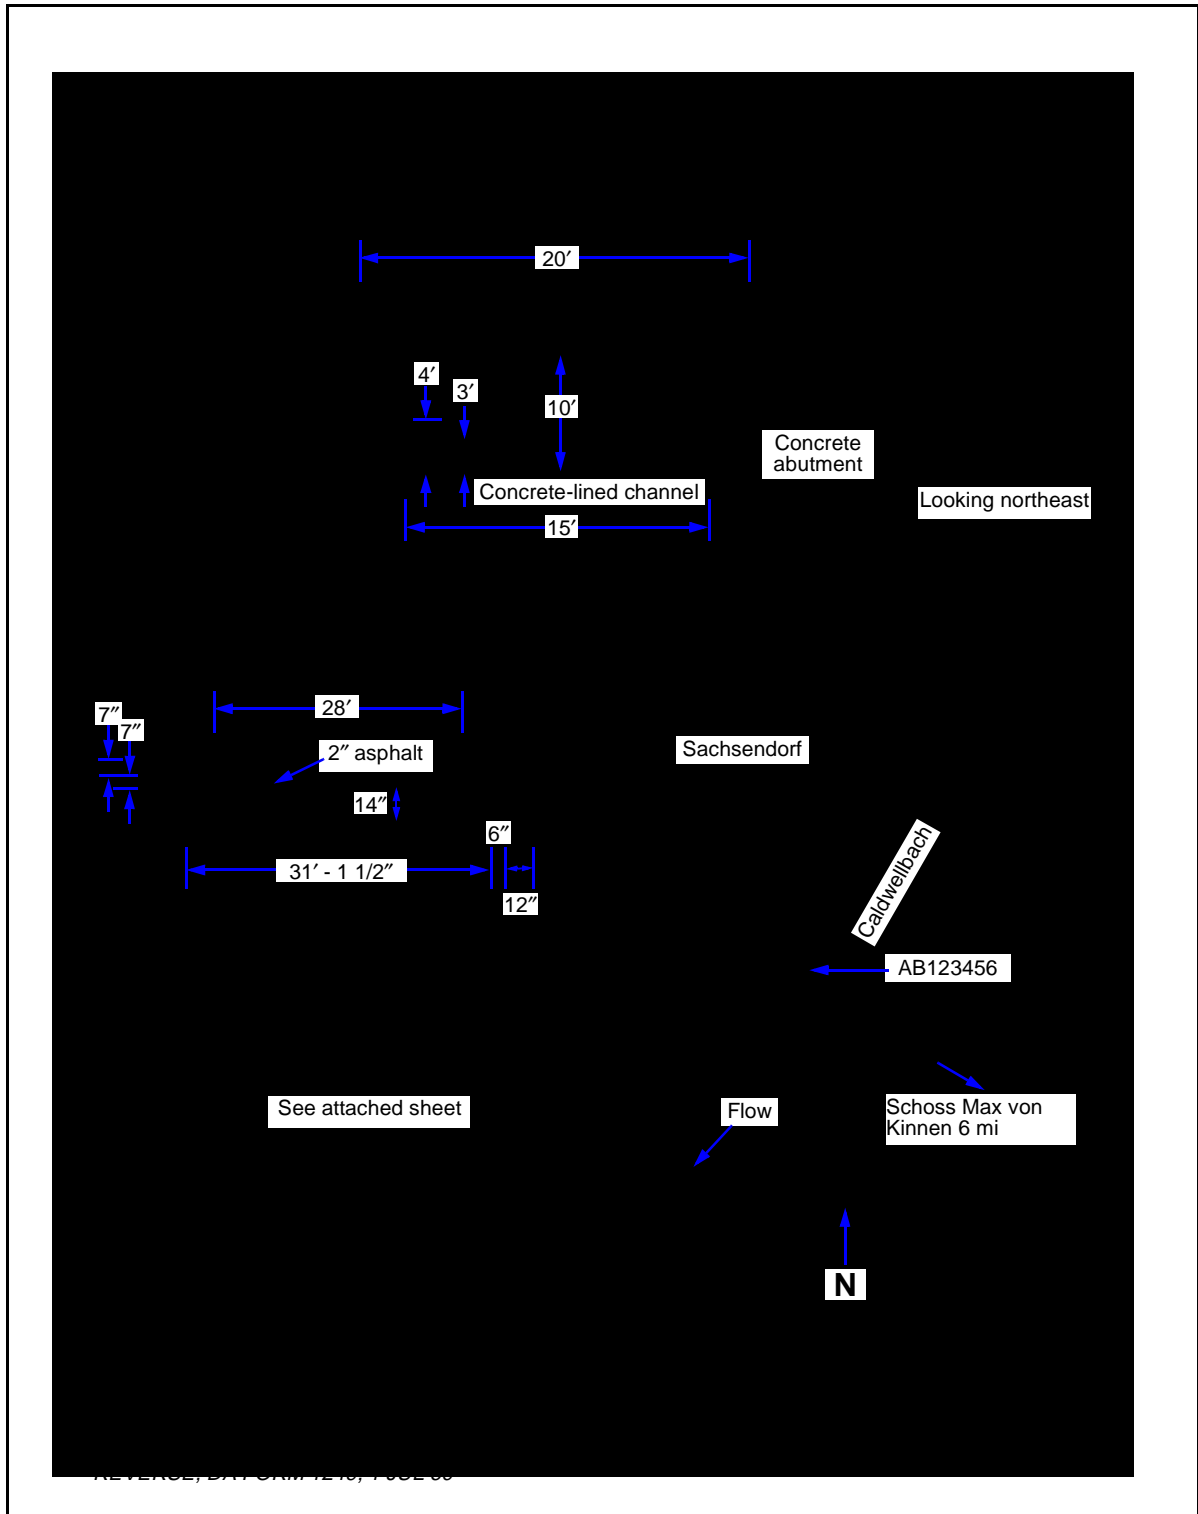 20′
4′
3′
10′
Concrete
abutment
Concrete-lined channel
Looking northeast
15′
28′
7″
7″
2″ asphalt
Sachsendorf
14″
6″
31′ - 1 1/2″
12″
Caldwellbach
AB123456
See attached sheet
Flow
Schoss Max von
Kinnen 6 mi
N